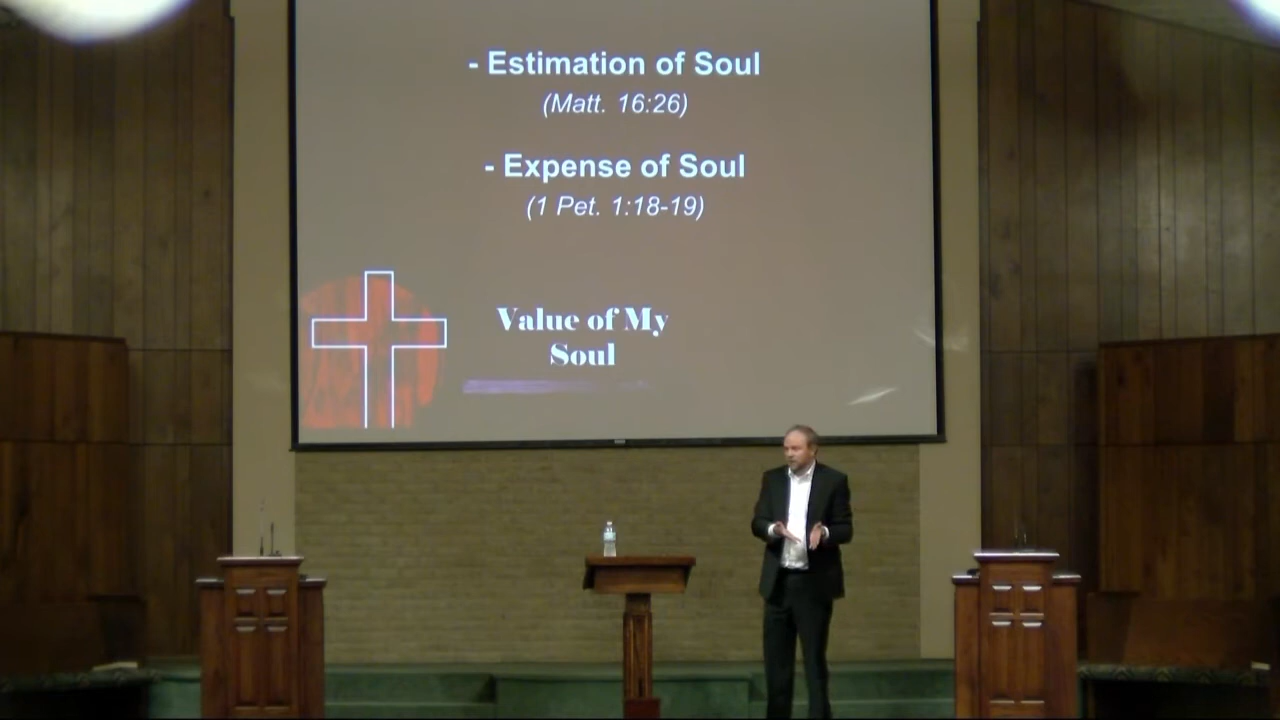 - Estimation of Soul
(Matt. 16:26)
- Expense of Soul
(1 Pet. 1:18-19)
Value of My
Soul